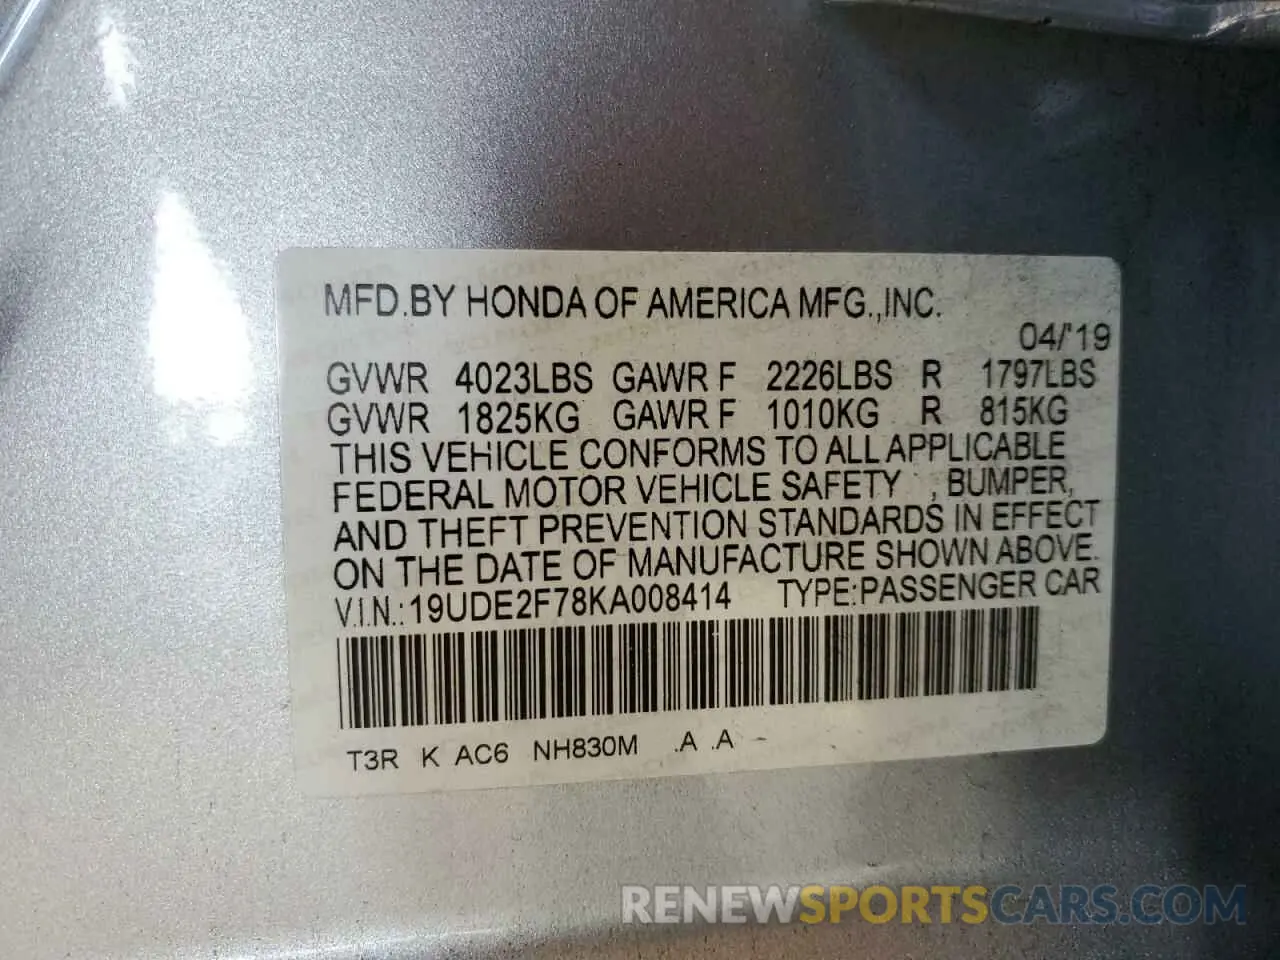 MFD.BY HONDA OF AMERICA MFG.,INC.
04/'19
GVWR 4023LBS GAWR F 2226LBS R 1797LBS
GVWR 1825KG GAWR F 1010KG R 815KG
THIS VEHICLE CONFORMS TO ALL APPLICABLE
FEDERAL MOTOR VEHICLE SAFETY , BUMPER,
AND THEFT PREVENTION STANDARDS IN EFFECT
ON THE DATE OF MANUFACTURE SHOWN ABOVE.
V.I.N.: 19UDE2F78KA008414 TYPE:PASSENGER CAR
T3R K AC6 NH830M .A .A -
RENEWSPORTSCARS.COM